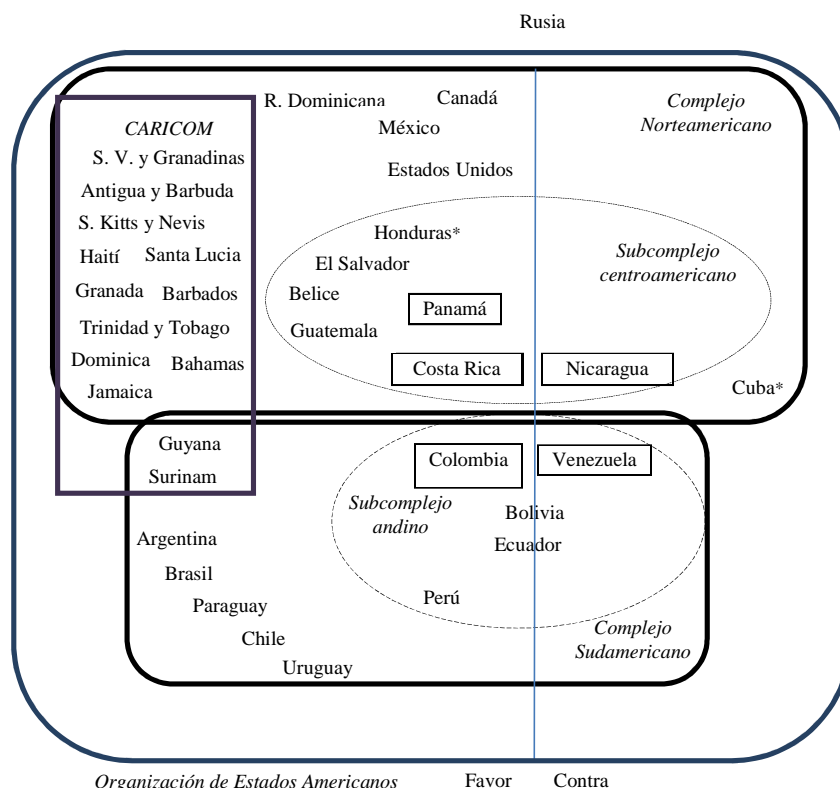 Rusia
R. Dominicana
Canadá
Complejo
Norteamericano
México
CARICOM
S. V. y Granadinas
Estados Unidos
Antigua y Barbuda
S. Kitts y Nevis
Honduras*
Haití
Santa Lucia
El Salvador
Subcomplejo
centroamericano
Granada
Barbados
Belice
Panamá
Trinidad y Tobago
Guatemala
Dominica
Bahamas
Costa Rica
Nicaragua
Jamaica
Cuba*
Guyana
Surinam
Colombia
Venezuela
Subcomplejo
andino
Bolivia
Ecuador
Argentina
Brasil
Paraguay
Perú
Chile
Uruguay
Complejo
Sudamericano
Organización de Estados Americanos
Favor
Contra